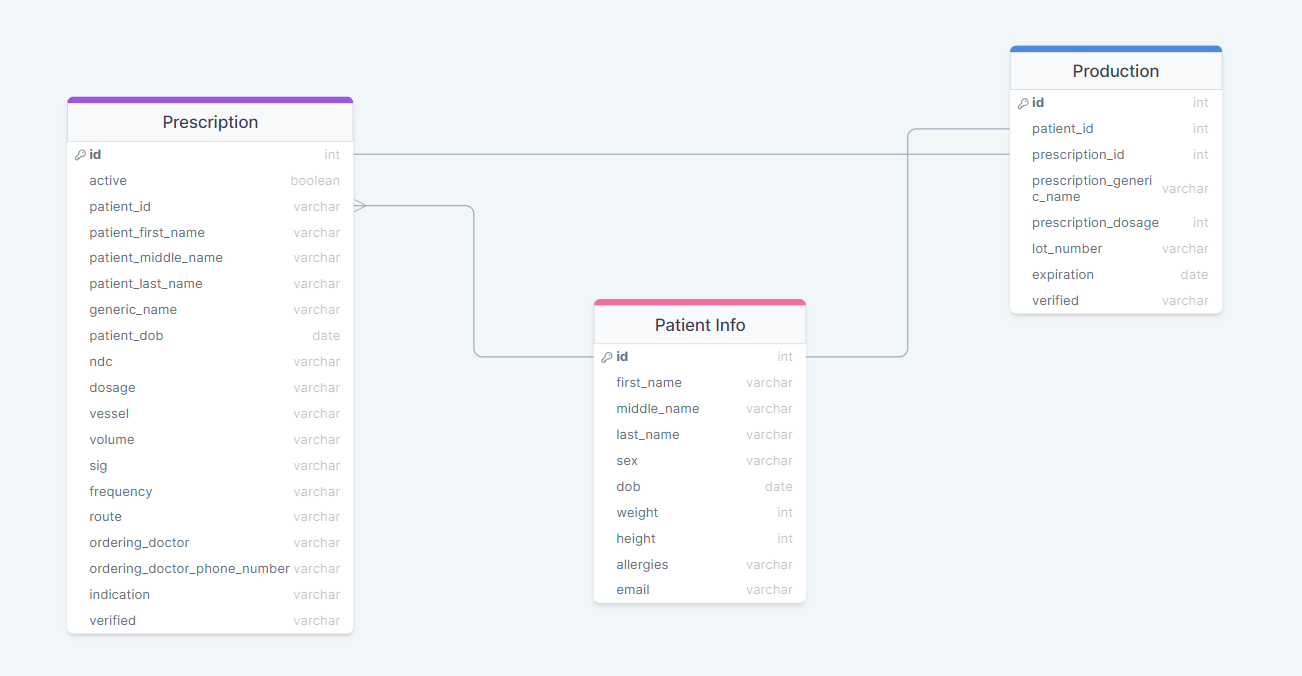 Prescription
id int
active boolean
patient_id varchar
patient_first_name varchar
patient_middle_name varchar
patient_last_name varchar
generic_name varchar
patient_dob date
ndc varchar
dosage varchar
vessel varchar
volume varchar
sig varchar
frequency varchar
route varchar
ordering_doctor varchar
ordering_doctor_phone_number varchar
indication varchar
verified varchar
Patient Info
id int
first_name varchar
middle_name varchar
last_name varchar
sex varchar
dob date
weight int
height int
allergies varchar
email varchar
Production
id int
patient_id int
prescription_id int
prescription_generi varchar
c_name
prescription_dosage int
lot_number varchar
expiration date
verified varchar